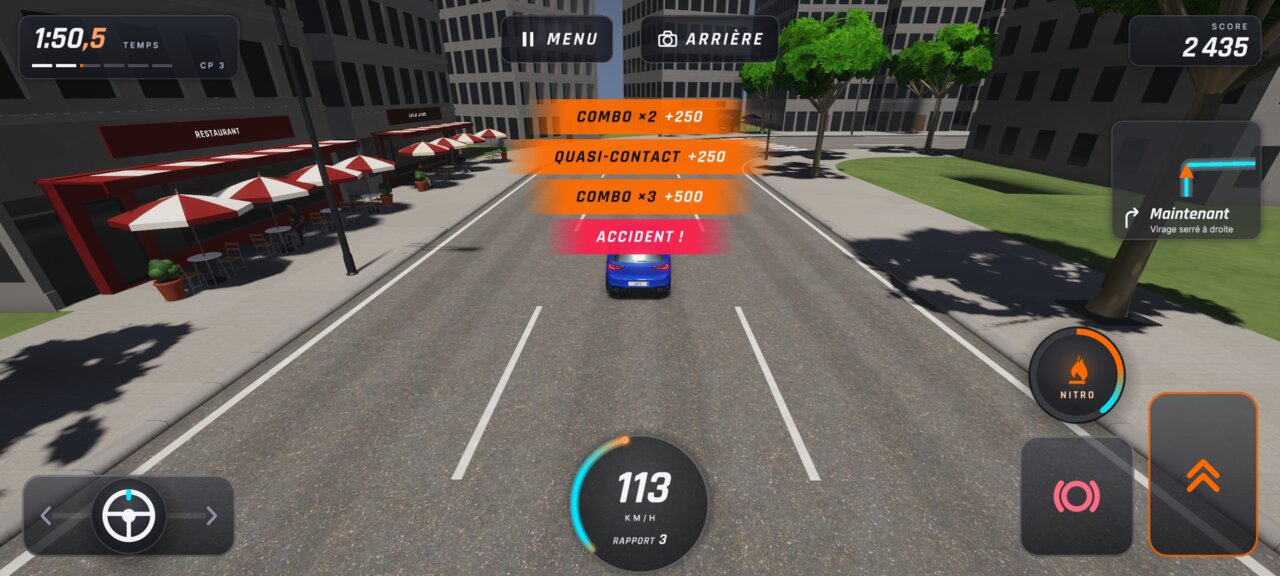 1:50,5 TEMPS
CP 3
MENU
ARRIÈRE
SCORE
2 435
COMBO ×2 +250
QUASI-CONTACT +250
COMBO ×3 +500
ACCIDENT !
RESTAURANT
Maintenant
Virage serré à droite
NITRO
113
KM/H
RAPPORT 3